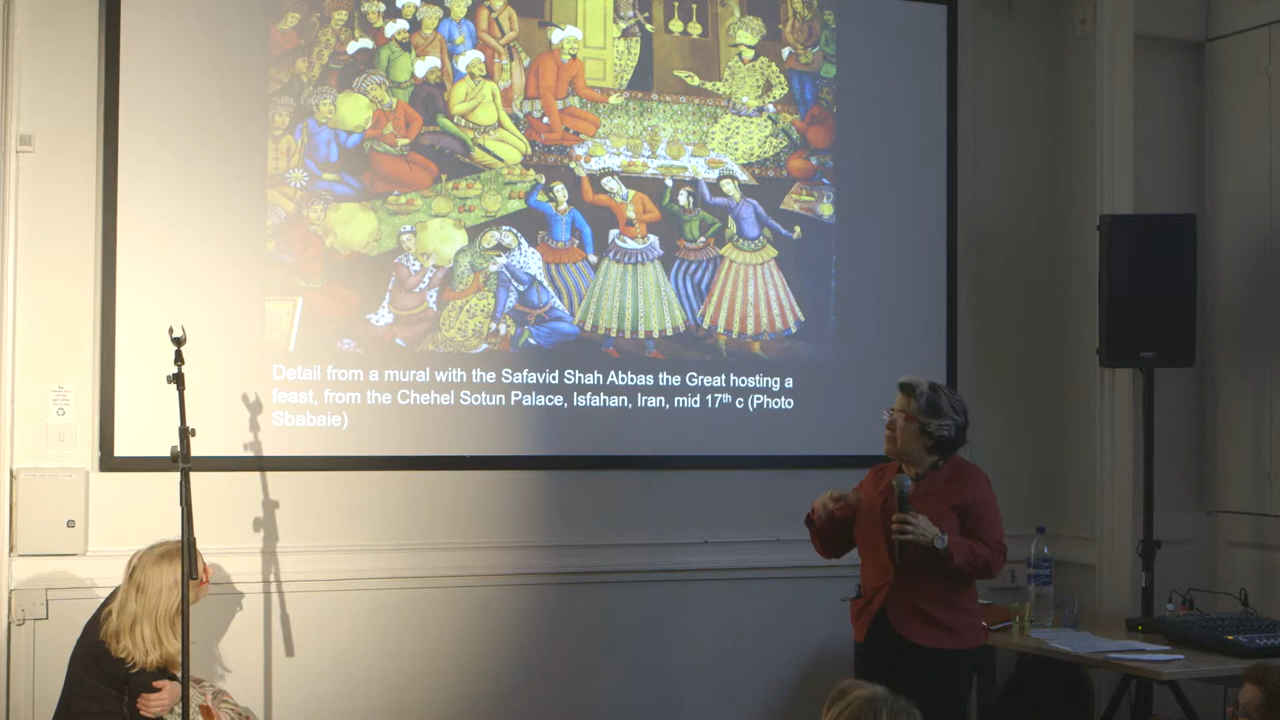 Detail from a mural with the Safavid Shah Abbas the Great hosting a
feast, from the Chehel Sotun Palace, Isfahan, Iran, mid 17th c (Photo
Sbabaie)